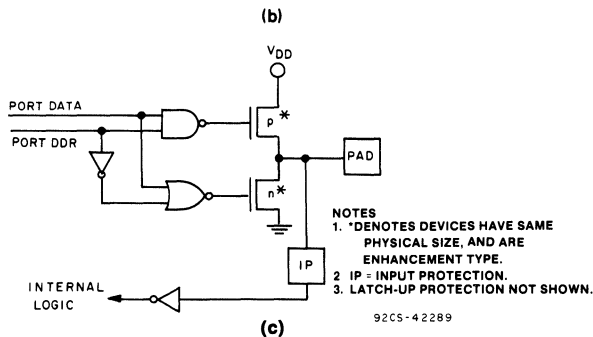 (b)
VDD
PORT DATA
p*
PORT DDR
PAD
n*
NOTES
1. *DENOTES DEVICES HAVE SAME
PHYSICAL SIZE, AND ARE
ENHANCEMENT TYPE.
2 IP = INPUT PROTECTION.
3. LATCH-UP PROTECTION NOT SHOWN.
IP
INTERNAL
LOGIC
92CS-42289
(c)